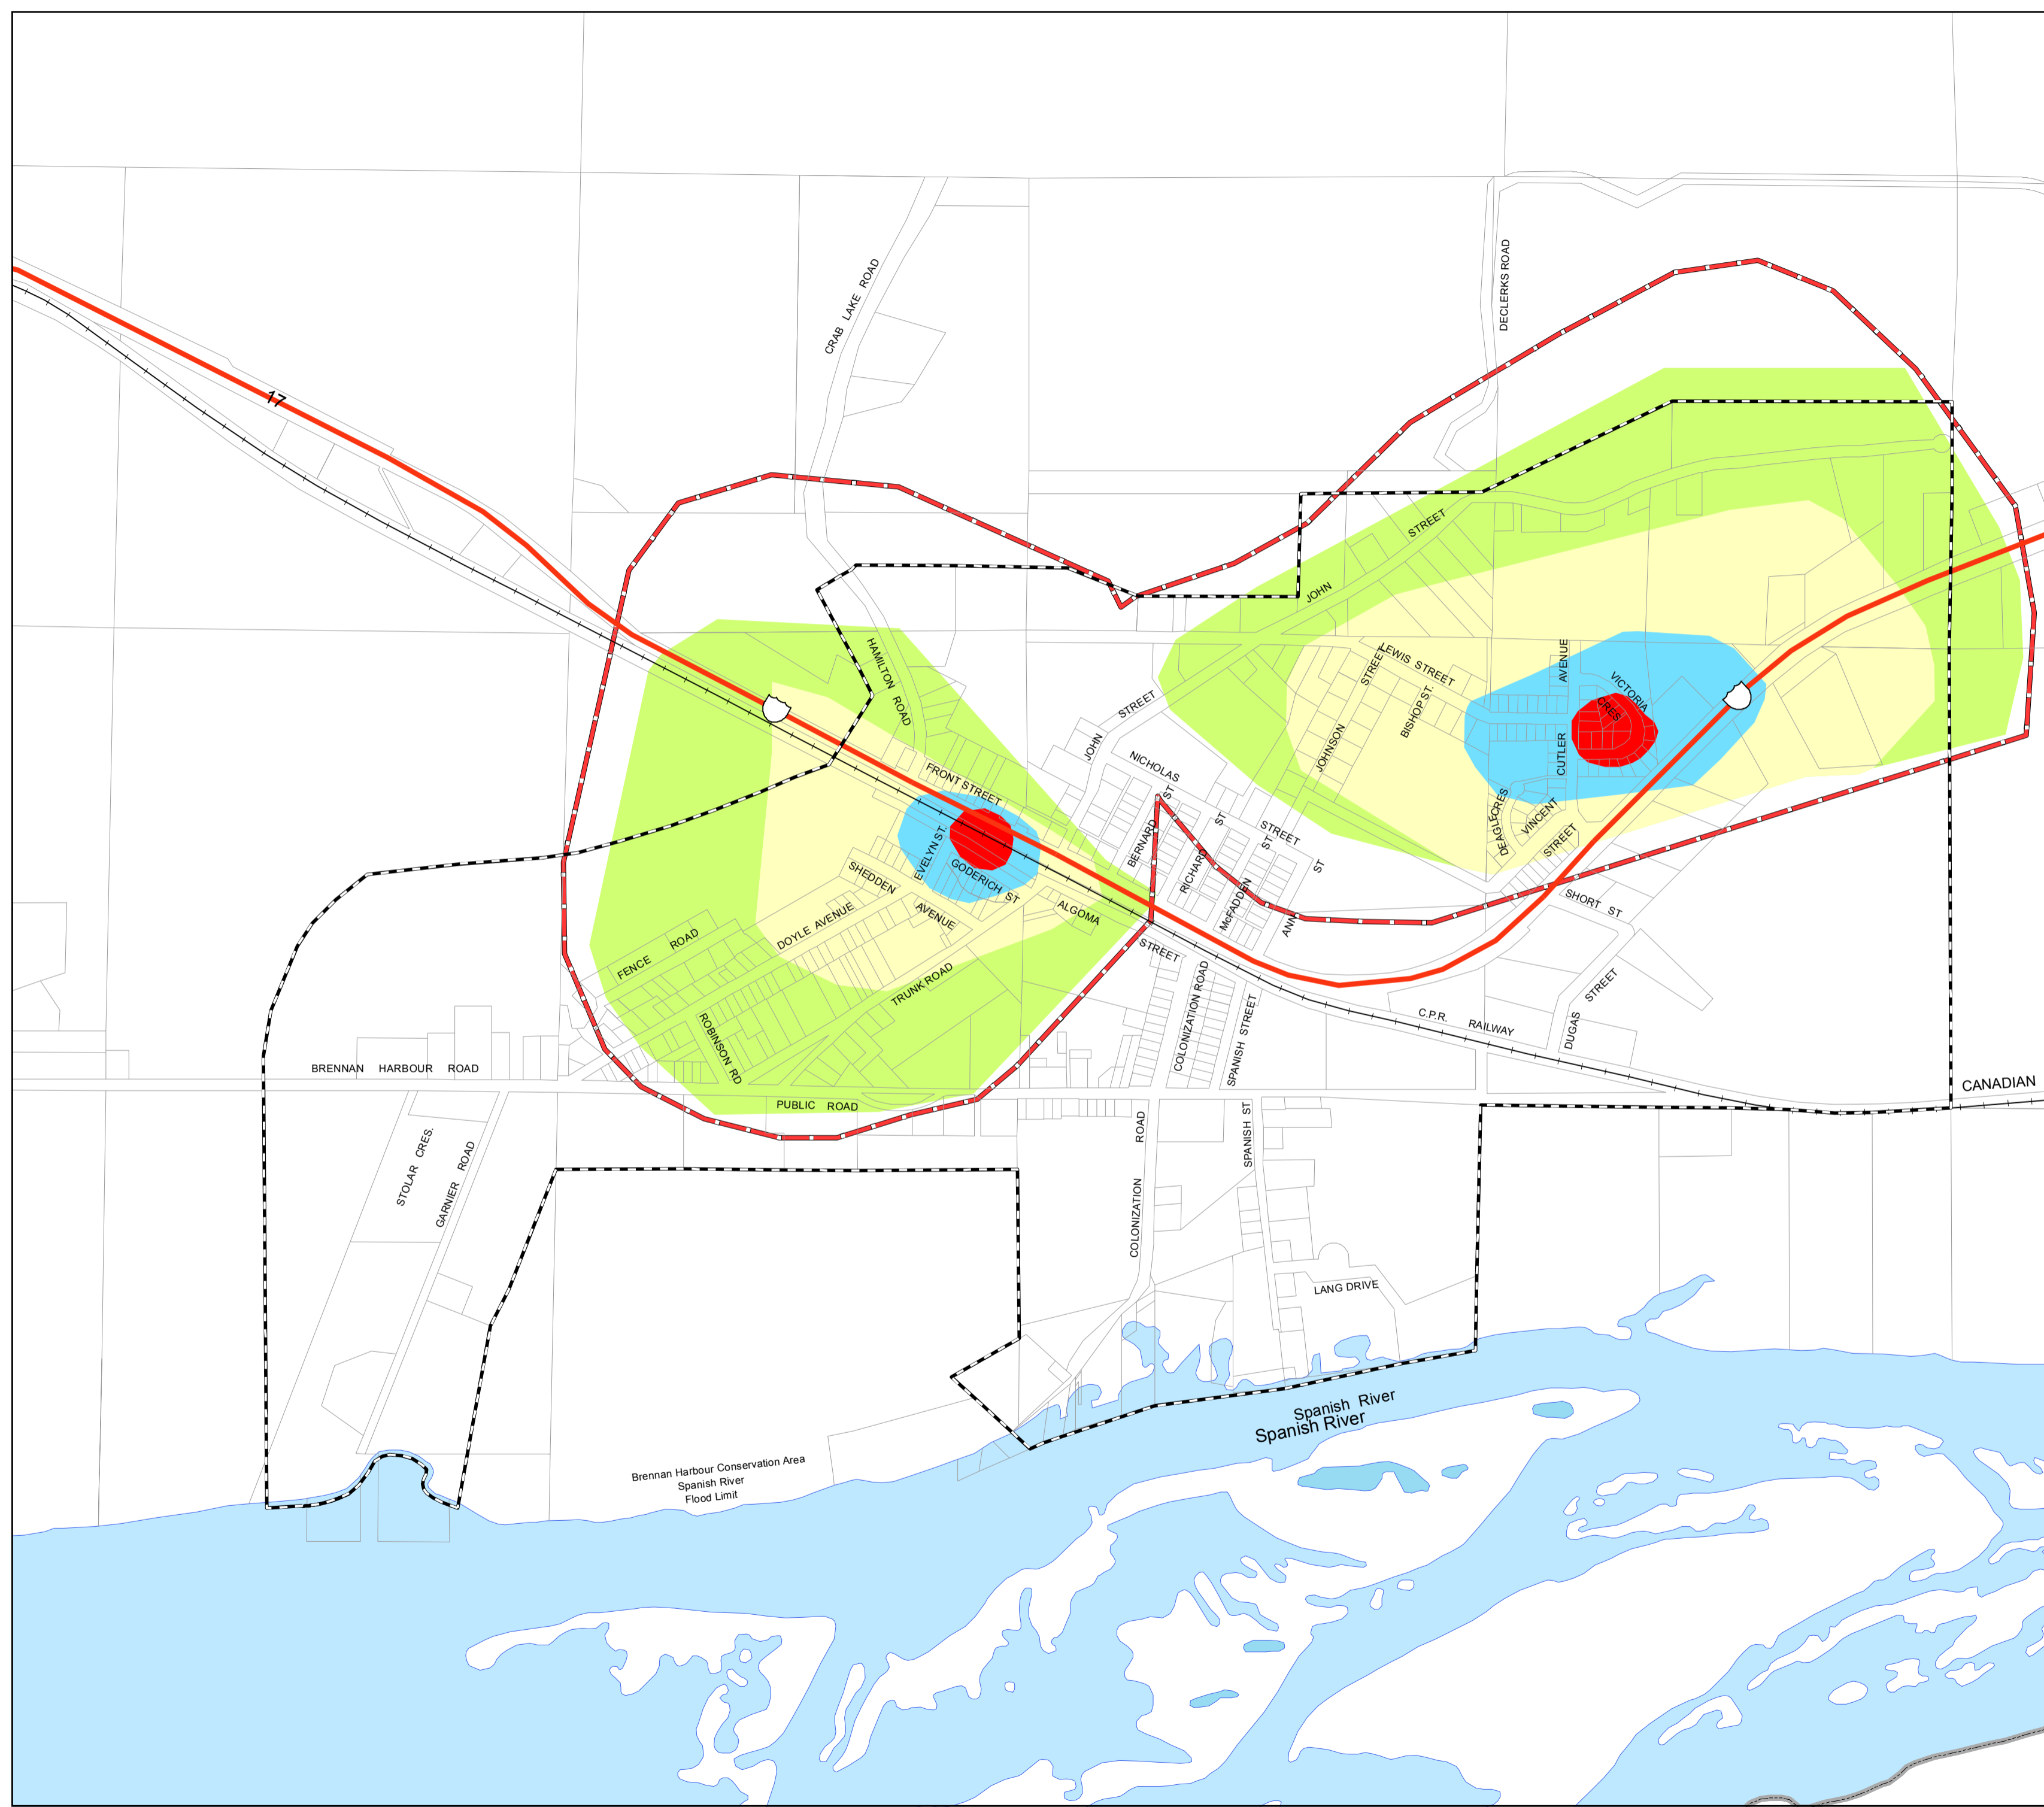 DECLERKS ROAD
CRAB LAKE ROAD
17
JOHN STREET
HAMILTON ROAD
LEWIS STREET
AVENUE
VICTORIA
CRES
STREET
BISHOP ST.
JOHN STREET
JOHNSON
CUTLER
NICHOLAS
FRONT STREET
ST
DEAGLE CRES
VINCENT
STREET
BERNARD
ST
STREET
ST
EVELYN ST.
GODERICH ST
SHEDDEN
AVENUE
RICHARD
McFADDEN
ST
ANN
SHORT ST
DOYLE AVENUE
ALGOMA
STREET
FENCE ROAD
TRUNK ROAD
COLONIZATION ROAD
SPANISH STREET
STREET
DUGAS
C.P.R. RAILWAY
ROBINSON RD
BRENNAN HARBOUR ROAD
CANADIAN
PUBLIC ROAD
STOLAR CRES.
GARNIER ROAD
COLONIZATION ROAD
SPANISH ST
LANG DRIVE
Spanish River
Spanish River
Brennan Harbour Conservation Area
Spanish River
Flood Limit